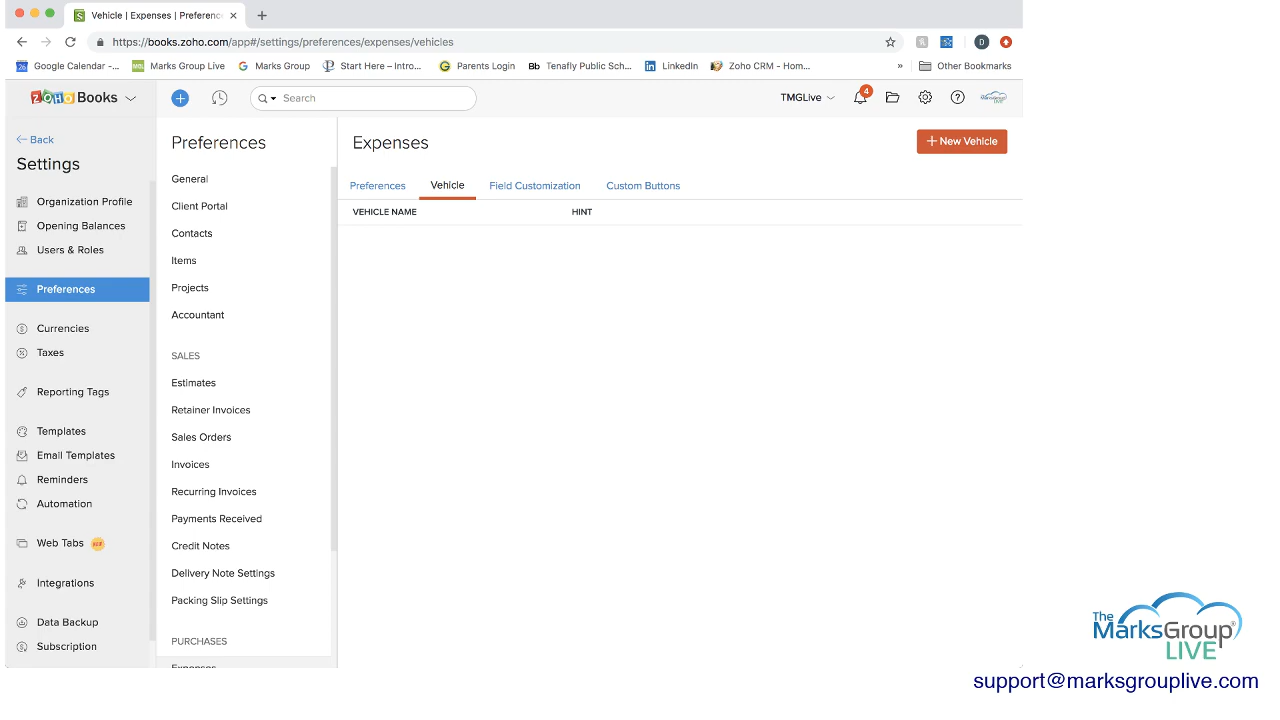 Vehicle | Expenses | Preferenc
https://books.zoho.com/app#/settings/preferences/expenses/vehicles
D
26 Google Calendar -...
MGL Marks Group Live
Marks Group
Start Here – Intro...
Parents Login
Bb Tenafly Public Sch...
LinkedIn
Zoho CRM - Hom...
»
Other Bookmarks
ZOHO Books
Search
TMGLive
4
Back
Settings
Organization Profile
Opening Balances
Users & Roles
Preferences
Currencies
Taxes
Reporting Tags
Templates
Email Templates
Reminders
Automation
Web Tabs
Integrations
Data Backup
Subscription
Preferences
General
Client Portal
Contacts
Items
Projects
Accountant
SALES
Estimates
Retainer Invoices
Sales Orders
Invoices
Recurring Invoices
Payments Received
Credit Notes
Delivery Note Settings
Packing Slip Settings
PURCHASES
Expenses
Expenses
+ New Vehicle
Preferences
Vehicle
Field Customization
Custom Buttons
VEHICLE NAME
HINT
The
MarksGroup®
LIVE
support@marksgrouplive.com